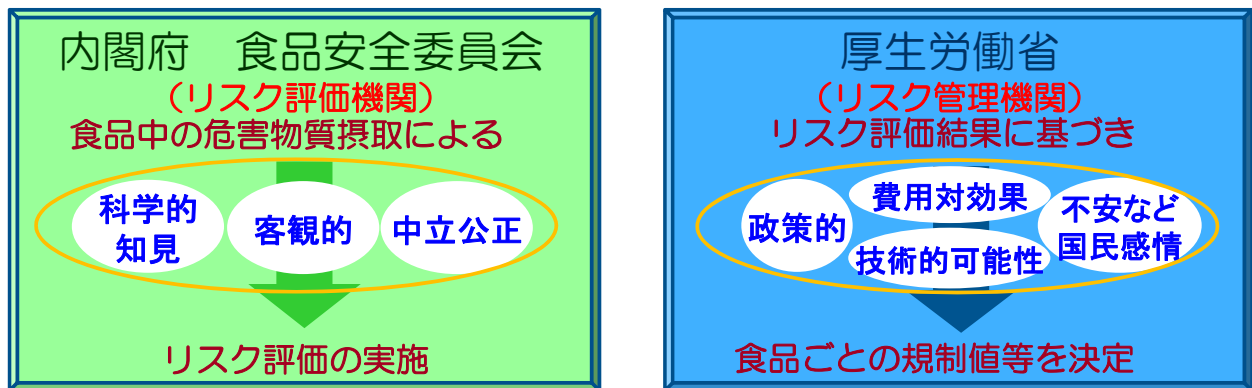 内閣府　食品安全委員会
（リスク評価機関）
食品中の危害物質摂取による
科学的
知見
客観的
中立公正
リスク評価の実施
厚生労働省
（リスク管理機関）
リスク評価結果に基づき
政策的
費用対効果
技術的可能性
不安など
国民感情
食品ごとの規制値等を決定